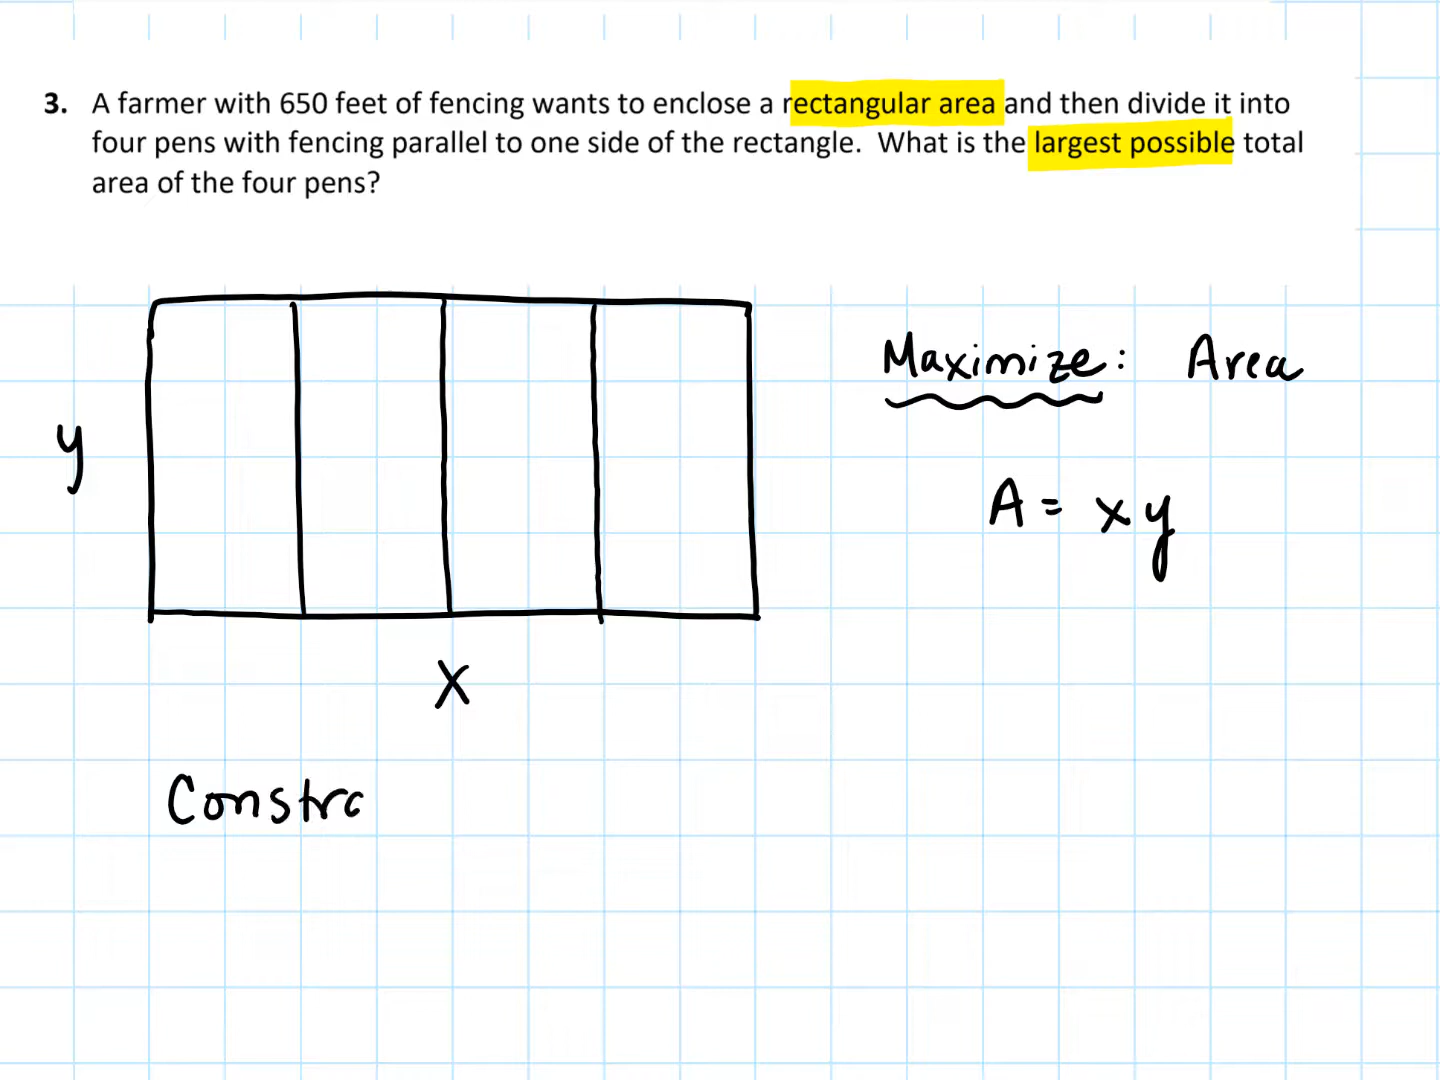 3. A farmer with 650 feet of fencing wants to enclose a rectangular area and then divide it into
four pens with fencing parallel to one side of the rectangle. What is the largest possible total
area of the four pens?
Maximize: Area
y
A = xy
x
Constra